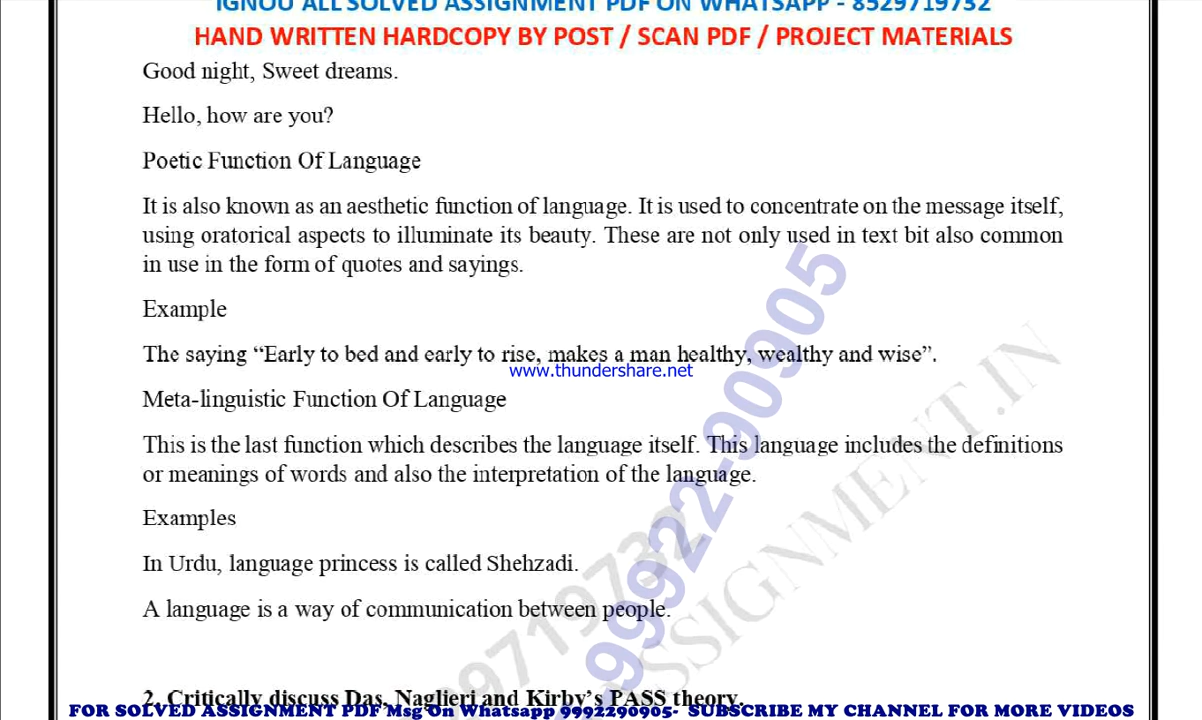 IGNOU ALL SOLVED ASSIGNMENT PDF ON WHATSAPP - 8529719732
HAND WRITTEN HARDCOPY BY POST / SCAN PDF / PROJECT MATERIALS
Good night, Sweet dreams.
Hello, how are you?
Poetic Function Of Language
It is also known as an aesthetic function of language. It is used to concentrate on the message itself,
using oratorical aspects to illuminate its beauty. These are not only used in text bit also common
in use in the form of quotes and sayings.
Example
The saying “Early to bed and early to rise, makes a man healthy, wealthy and wise”.
www.thundershare.net
Meta-linguistic Function Of Language
This is the last function which describes the language itself. This language includes the definitions
or meanings of words and also the interpretation of the language.
Examples
In Urdu, language princess is called Shehzadi.
A language is a way of communication between people.
99922-90905
9719732
ASSIGNMENT.IN
2. Critically discuss Das, Naglieri and Kirby’s PASS theory.
FOR SOLVED ASSIGNMENT PDF Msg On Whatsapp 9992290905- SUBSCRIBE MY CHANNEL FOR MORE VIDEOS